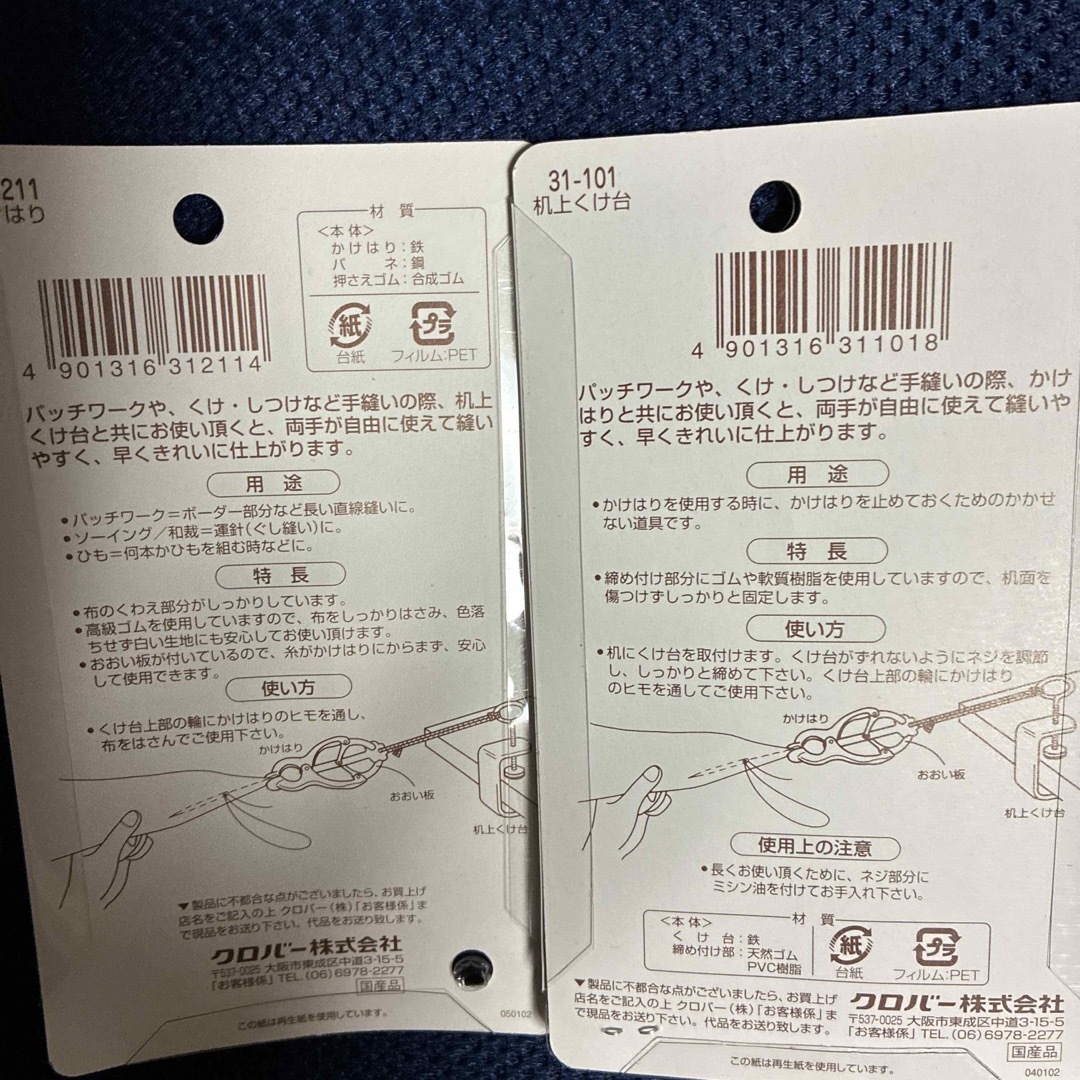 211
はり
材 質
<本 体>
かけはり:鉄
バ ネ:鋼
押さえゴム:合成ゴム
紙
台紙
プラ
フィルム:PET
4 901316 312114
パッチワークや、くけ・しつけなど手縫いの際、机上
くけ台と共にお使い頂くと、両手が自由に使えて縫い
やすく、早くきれいに仕上がります。
用 途
●パッチワーク=ボーダー部分など長い直線縫いに。
●ソーイング/和裁=運針(ぐし縫い)に。
●ひも=何本かひもを組む時などに。
特 長
●布のくわえ部分がしっかりしています。
●高級ゴムを使用していますので、布をしっかりはさみ、色落
ちせず白い生地にも安心してお使い頂けます。
●おおい板が付いているので、糸がかけはりにからまず、安心
して使用できます。
使い方
●くけ台上部の輪にかけはりのヒモを通し、
布をはさんでご使用下さい。
かけはり
おおい板
机上くけ台
▼製品に不都合な点がございましたら、お買上げ
店名をご記入の上 クロバー(株)「お客様係」ま
で現品をお送り下さい。代品をお送り致します。
クロバー株式会社
〒537-0025 大阪市東成区中道3-15-5
「お客様係」TEL.(06)6978-2277
国産品
この紙は再生紙を使用しています。
050102
31-101
机上くけ台
4 901316 311018
パッチワークや、くけ・しつけなど手縫いの際、かけ
はりと共にお使い頂くと、両手が自由に使えて縫いや
すく、早くきれいに仕上がります。
用 途
●かけはりを使用する時に、かけはりを止めておくためのかかせ
ない道具です。
特 長
●締め付け部分にゴムや軟質樹脂を使用していますので、机面を
傷つけずしっかりと固定します。
使い方
●机にくけ台を取付けます。くけ台がずれないようにネジを調節
し、しっかりと締めて下さい。くけ台上部の輪にかけはり
のヒモを通してご使用下さい。
かけはり
おおい板
机上くけ台
使用上の注意
●長くお使い頂くために、ネジ部分に
ミシン油を付けてお手入れ下さい。
材 質
<本 体>
く け 台:鉄
締め付け部:天然ゴム
PVC樹脂
紙
台紙
プラ
フィルム:PET
▼製品に不都合な点がございましたら、お買上げ
店名をご記入の上 クロバー(株)「お客様係」ま
で現品をお送り下さい。代品をお送り致します。
クロバー株式会社
〒537-0025 大阪市東成区中道3-15-5
「お客様係」TEL.(06)6978-2277
国産品
この紙は再生紙を使用しています。
040102